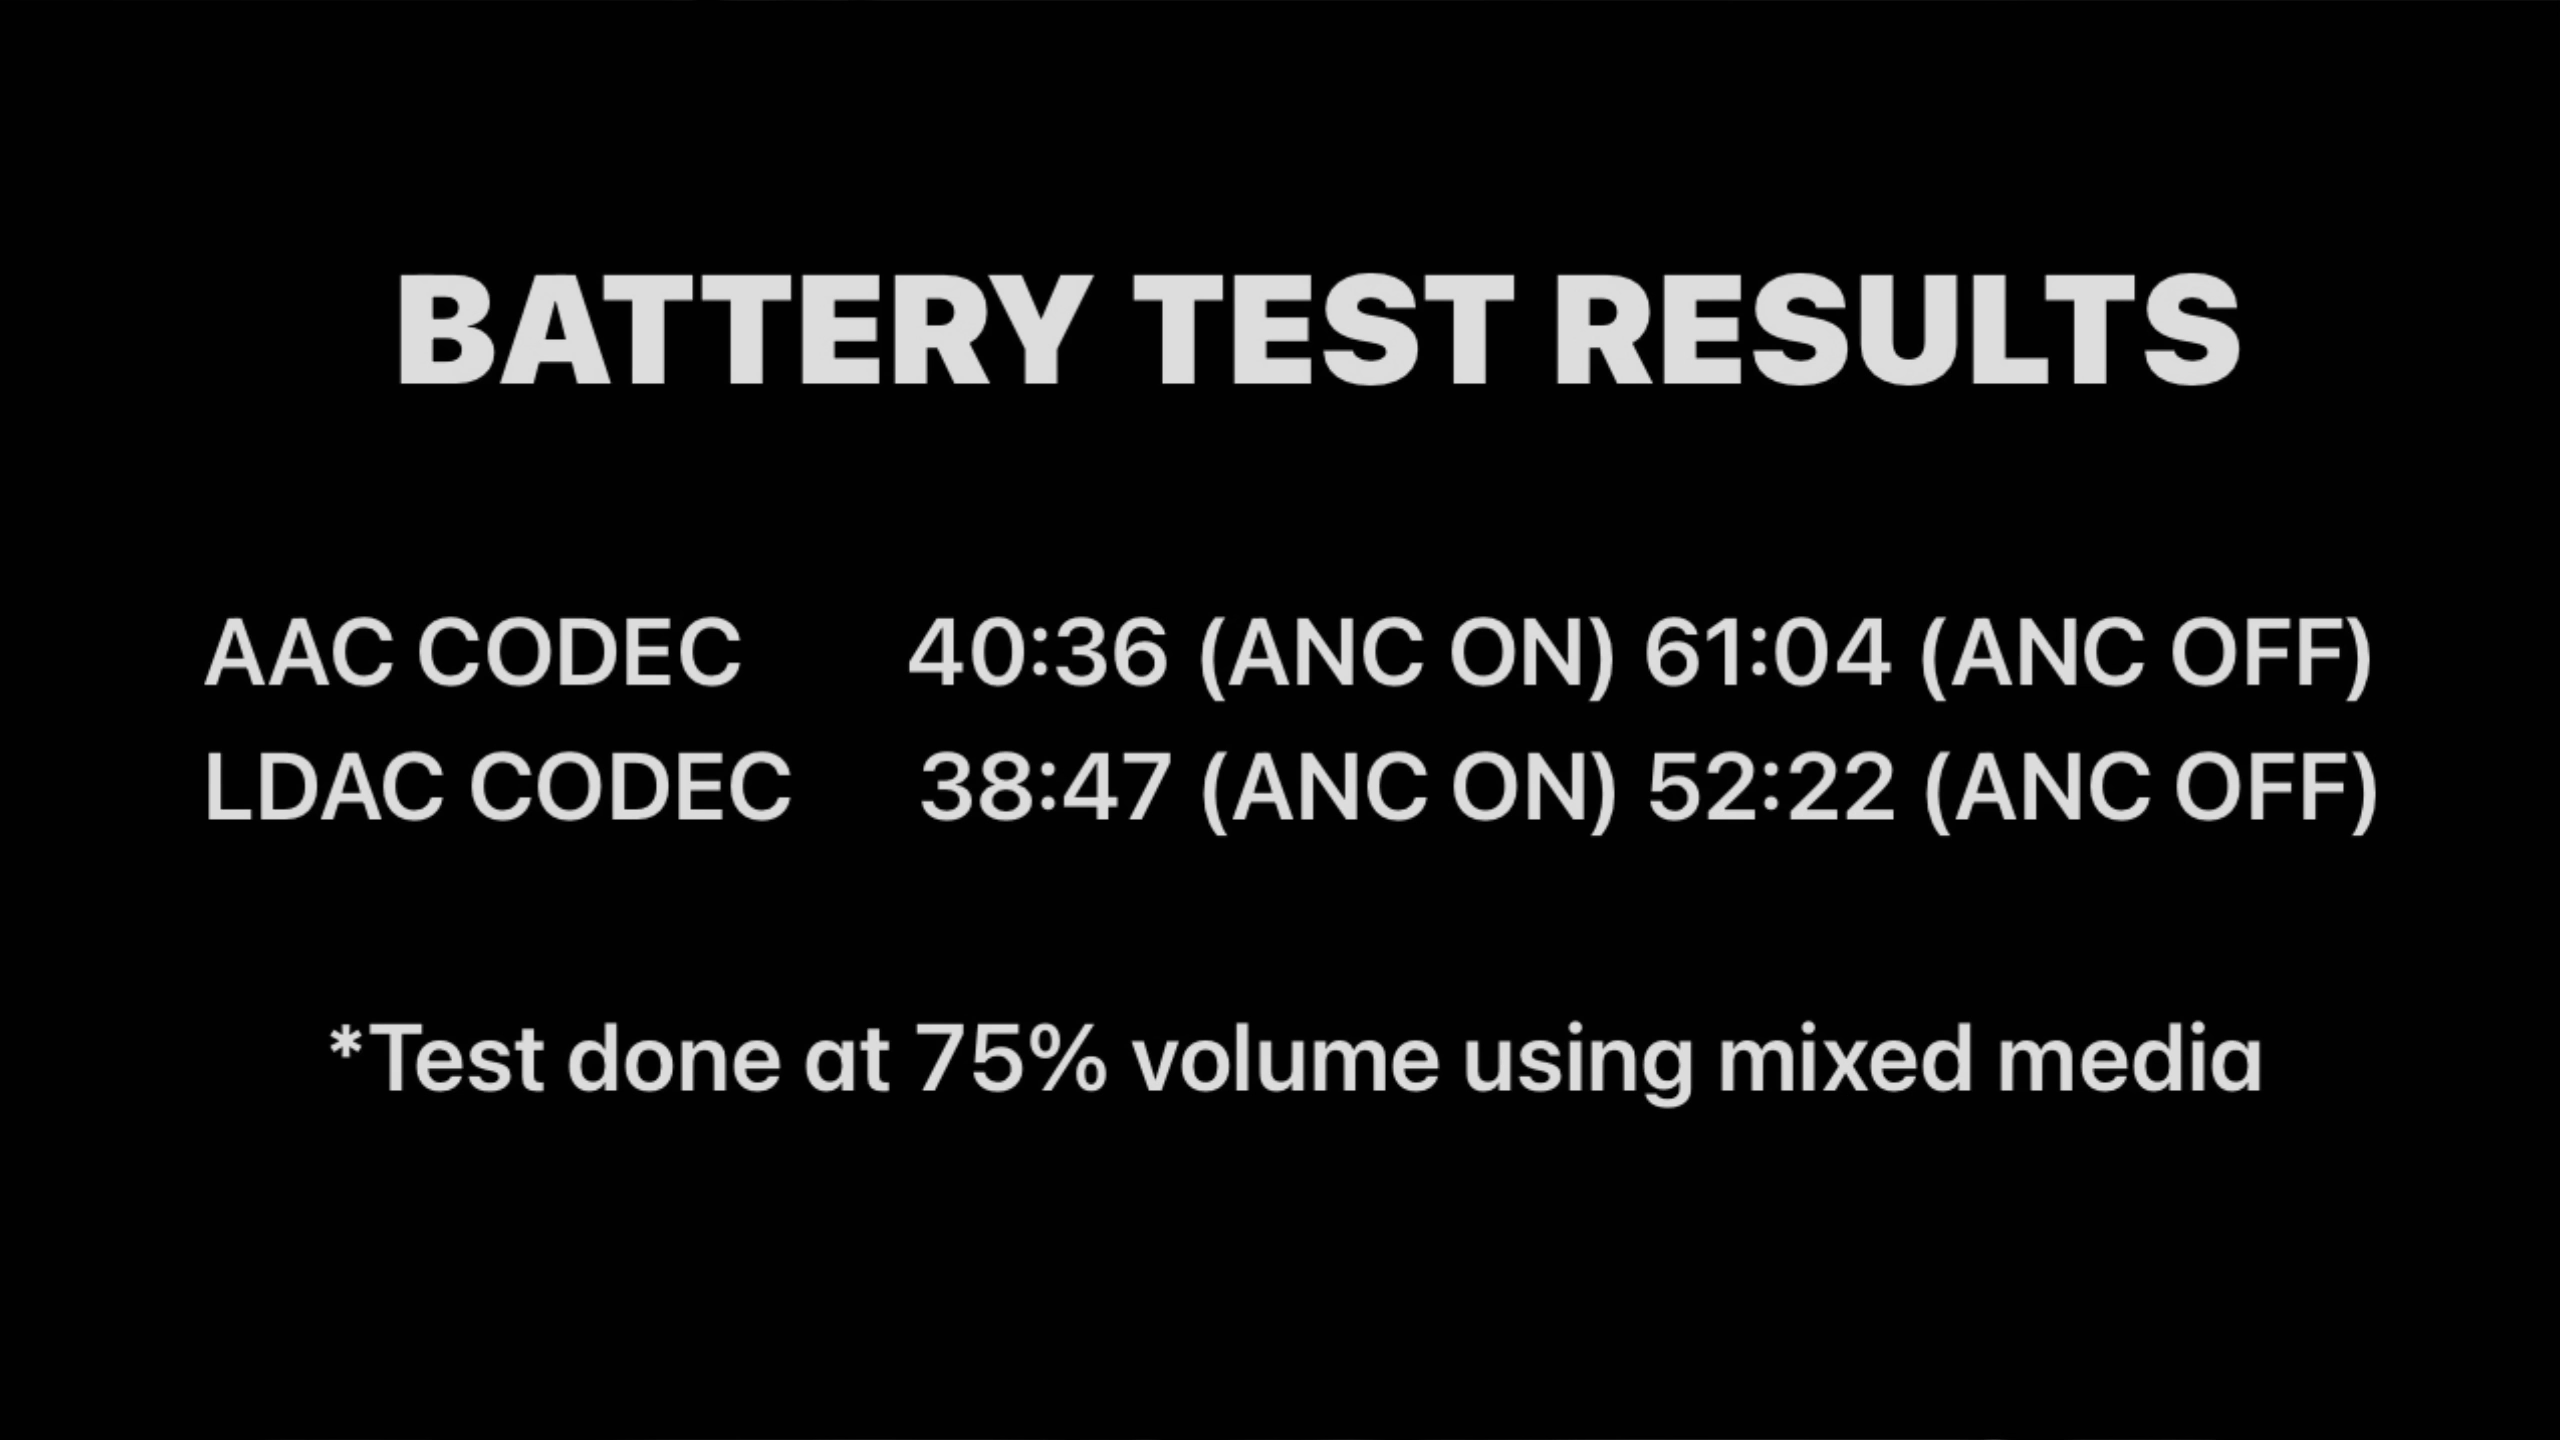 BATTERY TEST RESULTS
AAC CODEC 40:36 (ANC ON) 61:04 (ANC OFF)
LDAC CODEC 38:47 (ANC ON) 52:22 (ANC OFF)
*Test done at 75% volume using mixed media